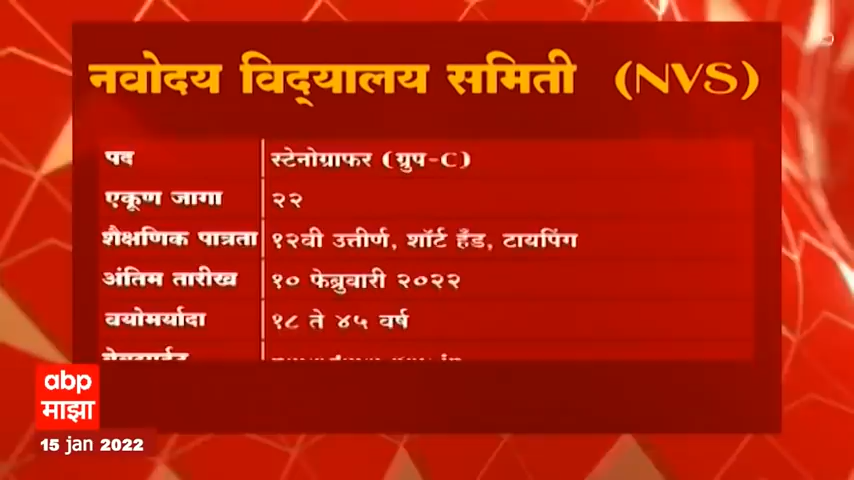 नवोदय विद्यालय समिती (NVS)
पद स्टेनोग्राफर (ग्रुप-C)
एकूण जागा २२
शैक्षणिक पात्रता १२वी उत्तीर्ण, शॉर्ट हँड, टायपिंग
अंतिम तारीख १० फेब्रुवारी २०२२
वयोमर्यादा १८ ते ४५ वर्ष
abp
माझा
15 jan 2022